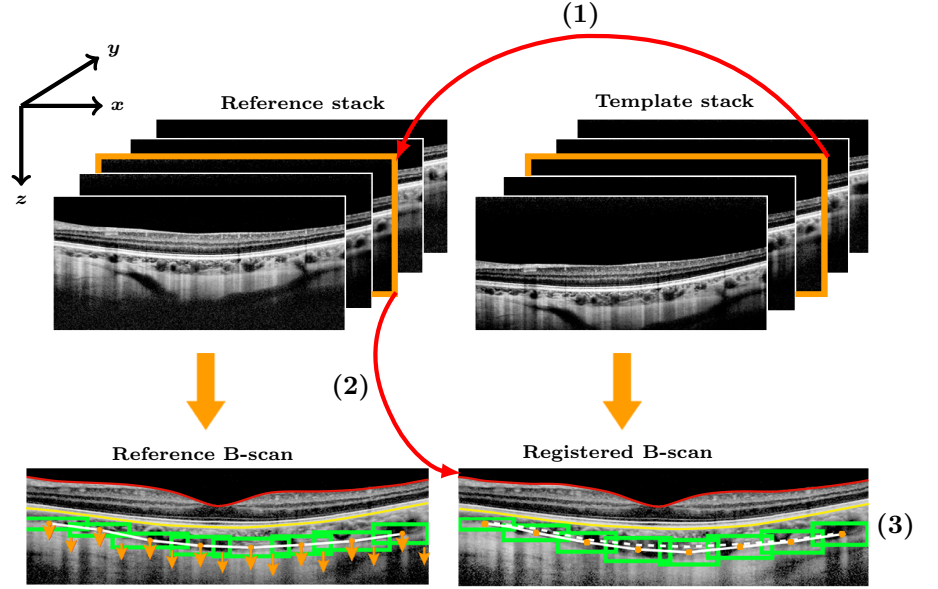 (1)
y
x
z
Reference stack
Template stack
(2)
Reference B-scan
Registered B-scan
(3)